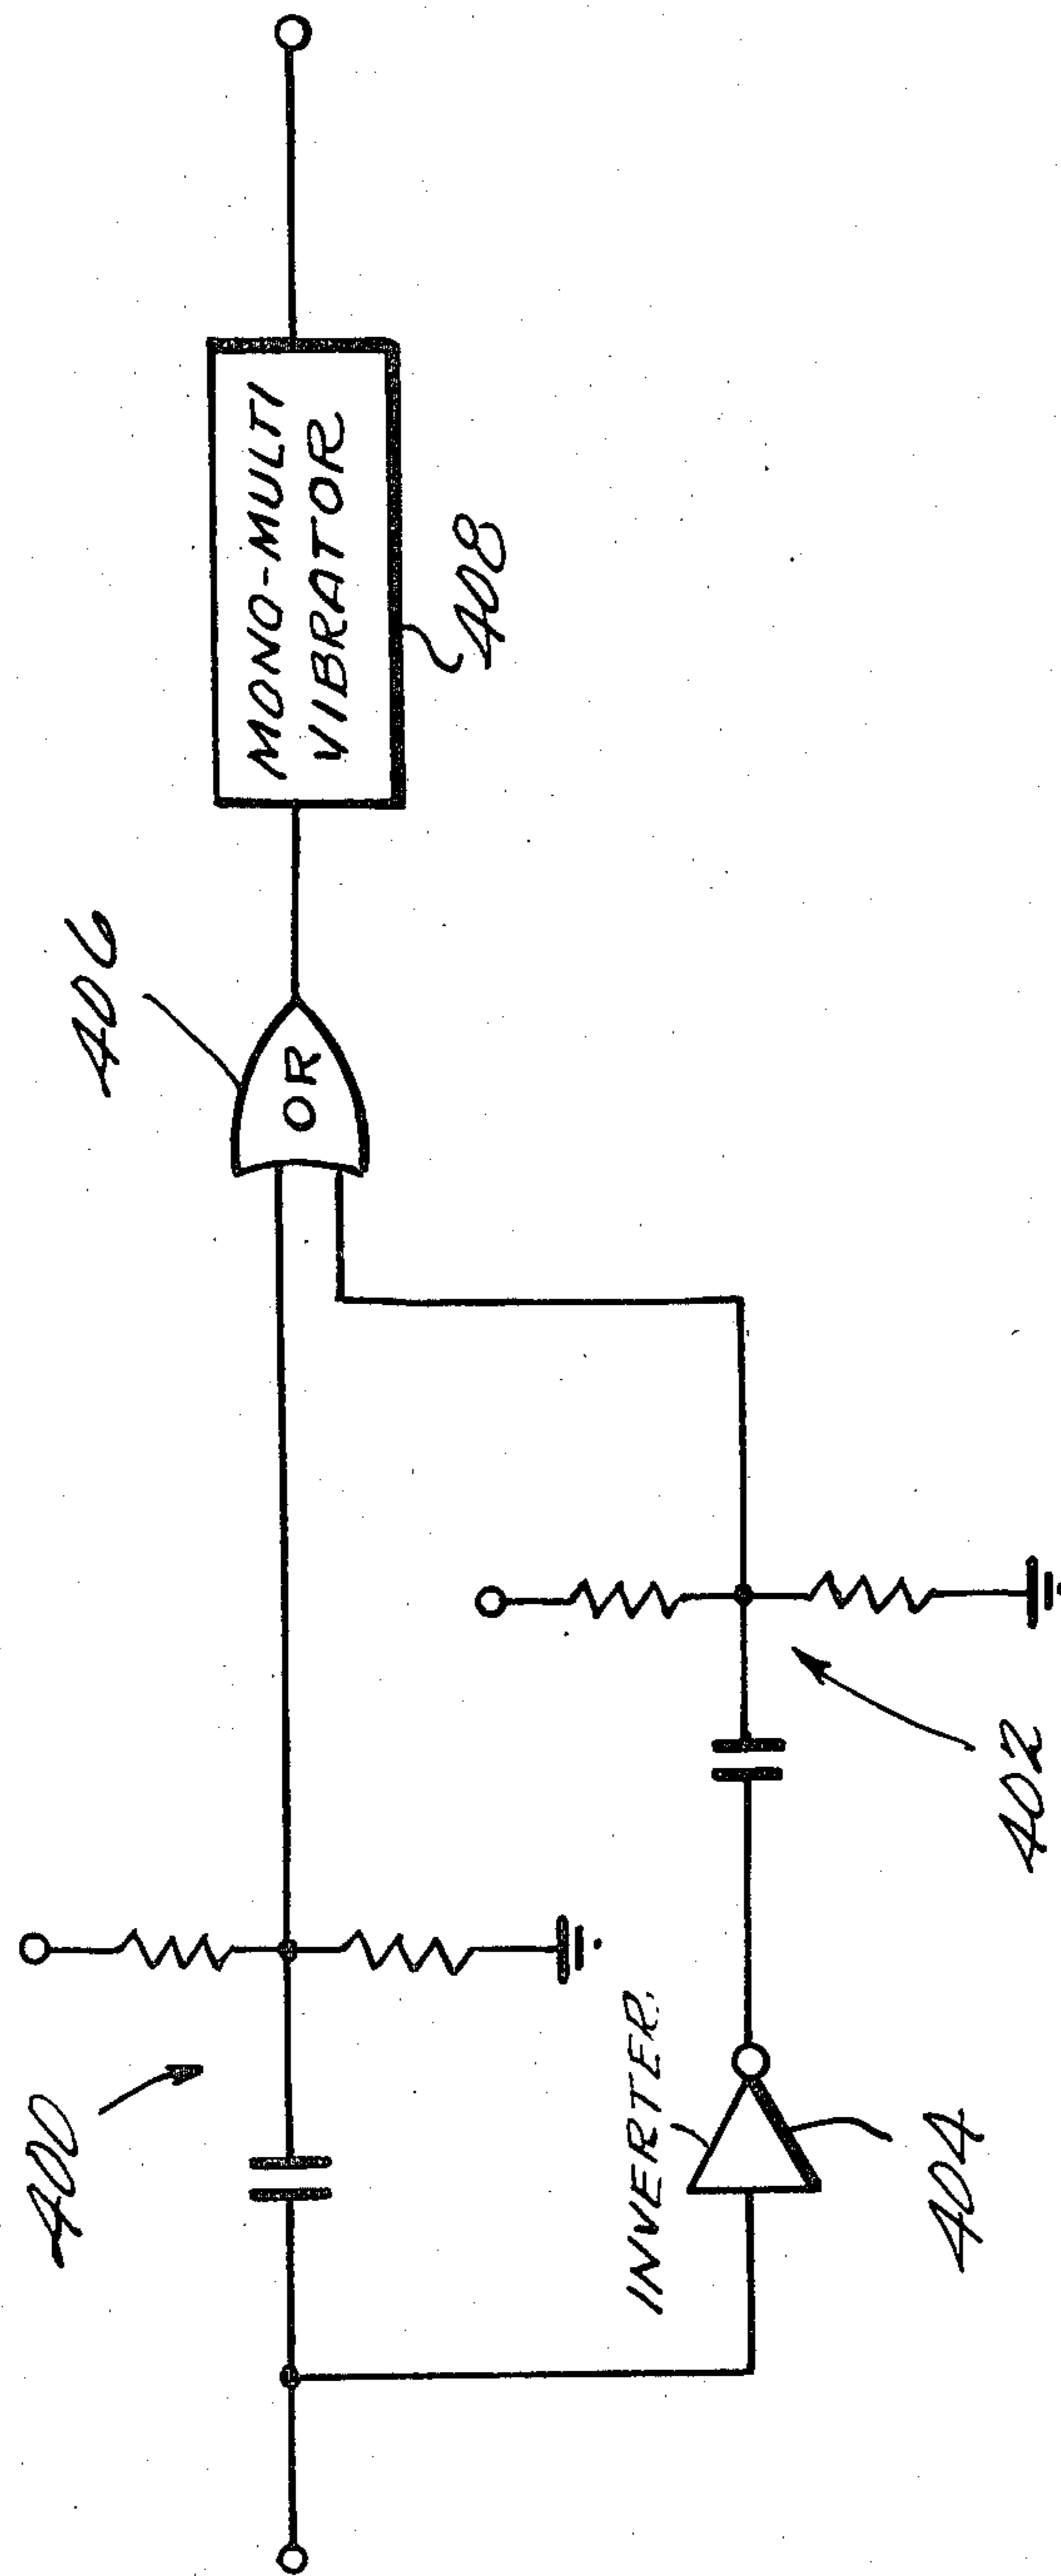 400
INVERTER.
404
402
406
OR
MONO-MULTI
VIBRATOR
408